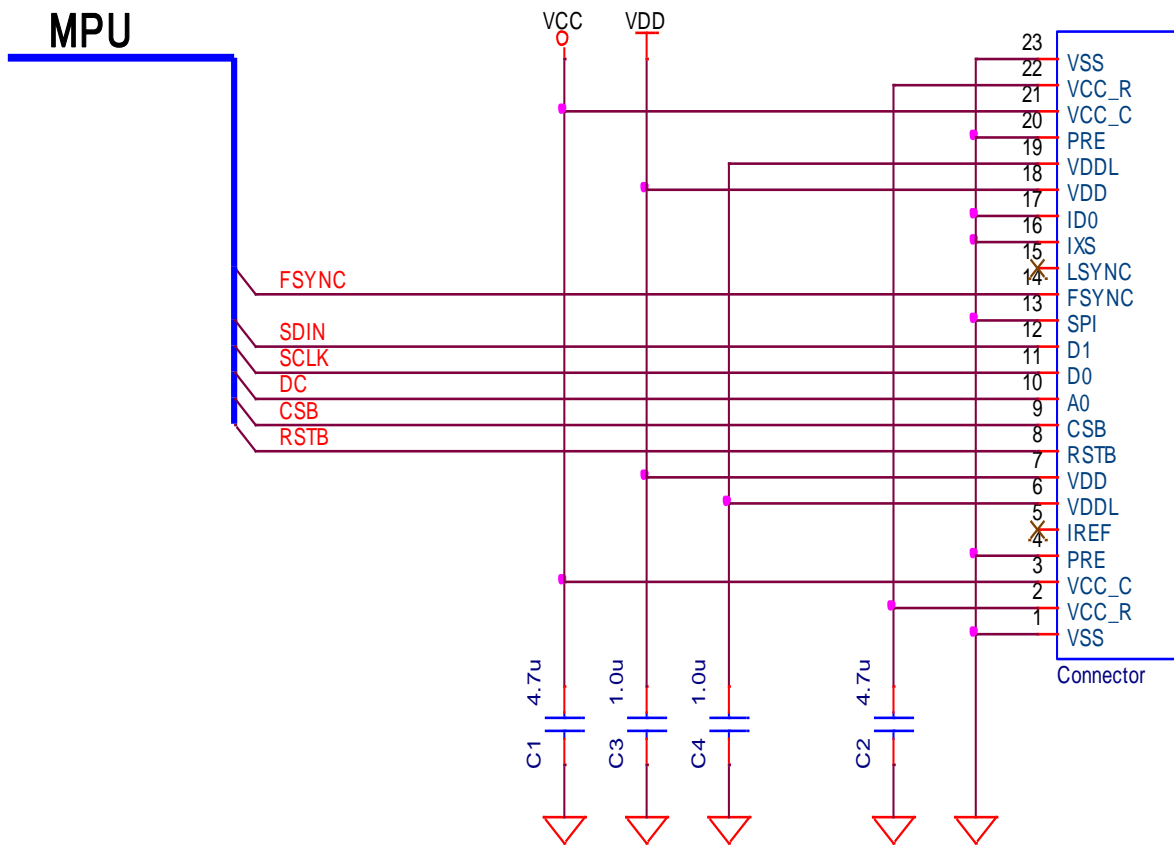 MPU
VCC VDD
23
VSS
22
VCC_R
21
VCC_C
20
PRE
19
VDDL
18
VDD
17
ID0
16
IXS
15
LSYNC
14
FSYNC
FSYNC
13
SPI
12
SDIN
D1
11
SCLK
D0
10
DC
A0
9
CSB
CSB
8
RSTB
RSTB
7
VDD
6
VDDL
5
IREF
4
PRE
3
VCC_C
2
VCC_R
1
VSS
Connector
4.7u 1.0u 1.0u 4.7u
C1 C3 C4 C2